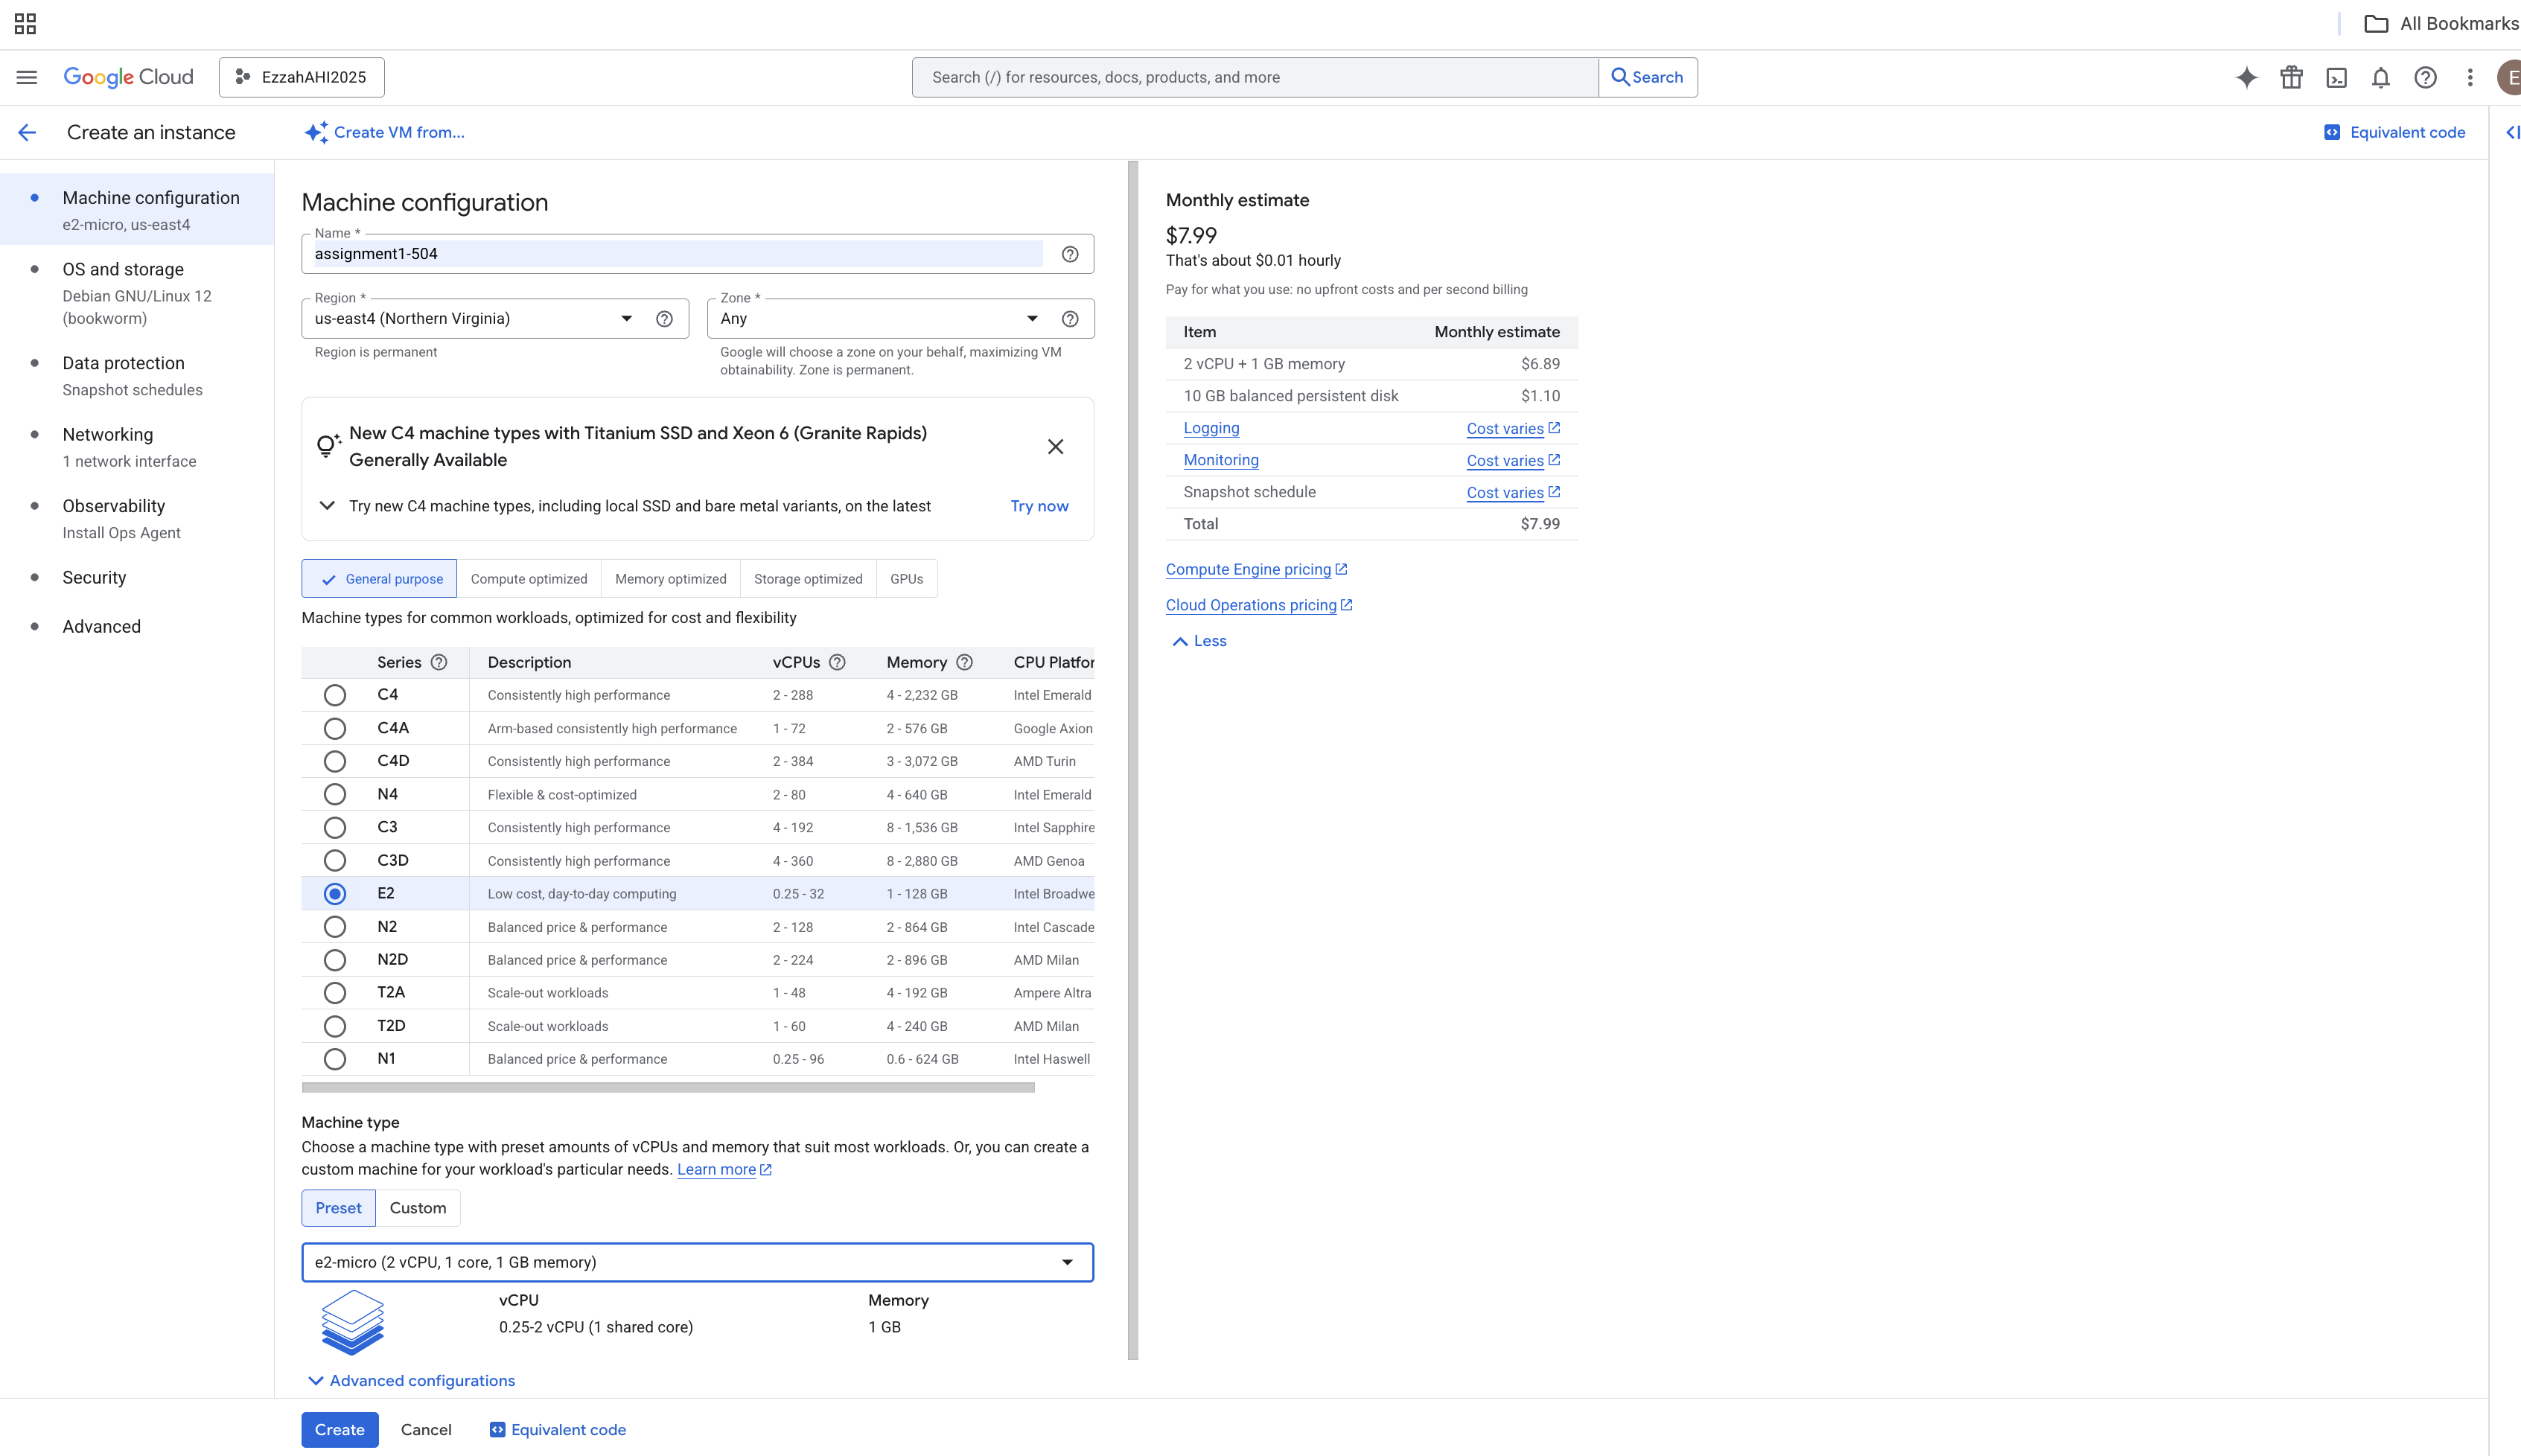 All Bookmarks
Google Cloud
EzzahAHI2025
Search (/) for resources, docs, products, and more
Search
E
Create an instance
Create VM from...
Equivalent code
Machine configuration
e2-micro, us-east4
OS and storage
Debian GNU/Linux 12
(bookworm)
Data protection
Snapshot schedules
Networking
1 network interface
Observability
Install Ops Agent
Security
Advanced
Machine configuration
Name *
assignment1-504
Region *
us-east4 (Northern Virginia)
Region is permanent
Zone *
Any
Google will choose a zone on your behalf, maximizing VM
obtainability. Zone is permanent.
New C4 machine types with Titanium SSD and Xeon 6 (Granite Rapids)
Generally Available
Try new C4 machine types, including local SSD and bare metal variants, on the latest
Try now
General purpose
Compute optimized
Memory optimized
Storage optimized
GPUs
Machine types for common workloads, optimized for cost and flexibility
Series Description vCPUs Memory CPU Platfor
C4 Consistently high performance 2 - 288 4 - 2,232 GB Intel Emerald
C4A Arm-based consistently high performance 1 - 72 2 - 576 GB Google Axion
C4D Consistently high performance 2 - 384 3 - 3,072 GB AMD Turin
N4 Flexible & cost-optimized 2 - 80 4 - 640 GB Intel Emerald
C3 Consistently high performance 4 - 192 8 - 1,536 GB Intel Sapphire
C3D Consistently high performance 4 - 360 8 - 2,880 GB AMD Genoa
E2 Low cost, day-to-day computing 0.25 - 32 1 - 128 GB Intel Broadwe
N2 Balanced price & performance 2 - 128 2 - 864 GB Intel Cascade
N2D Balanced price & performance 2 - 224 2 - 896 GB AMD Milan
T2A Scale-out workloads 1 - 48 4 - 192 GB Ampere Altra
T2D Scale-out workloads 1 - 60 4 - 240 GB AMD Milan
N1 Balanced price & performance 0.25 - 96 0.6 - 624 GB Intel Haswell
Machine type
Choose a machine type with preset amounts of vCPUs and memory that suit most workloads. Or, you can create a
custom machine for your workload's particular needs. Learn more
Preset
Custom
e2-micro (2 vCPU, 1 core, 1 GB memory)
vCPU
0.25-2 vCPU (1 shared core)
Memory
1 GB
Advanced configurations
Create
Cancel
Equivalent code
Monthly estimate
$7.99
That's about $0.01 hourly
Pay for what you use: no upfront costs and per second billing
Item Monthly estimate
2 vCPU + 1 GB memory $6.89
10 GB balanced persistent disk $1.10
Logging Cost varies
Monitoring Cost varies
Snapshot schedule Cost varies
Total $7.99
Compute Engine pricing
Cloud Operations pricing
Less